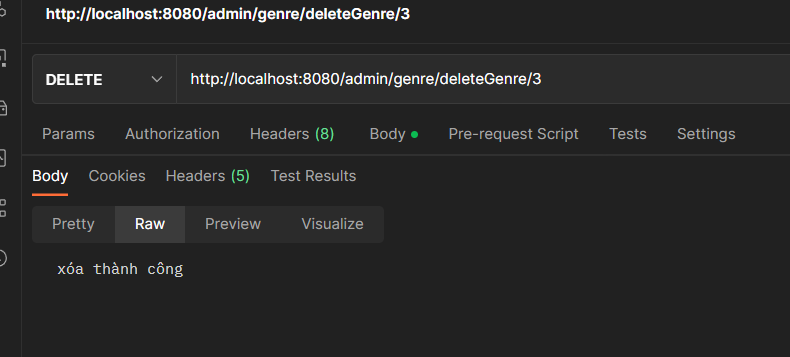 http://localhost:8080/admin/genre/deleteGenre/3
DELETE http://localhost:8080/admin/genre/deleteGenre/3
Params Authorization Headers (8) Body Pre-request Script Tests Settings
Body Cookies Headers (5) Test Results
Pretty Raw Preview Visualize
xóa thành công